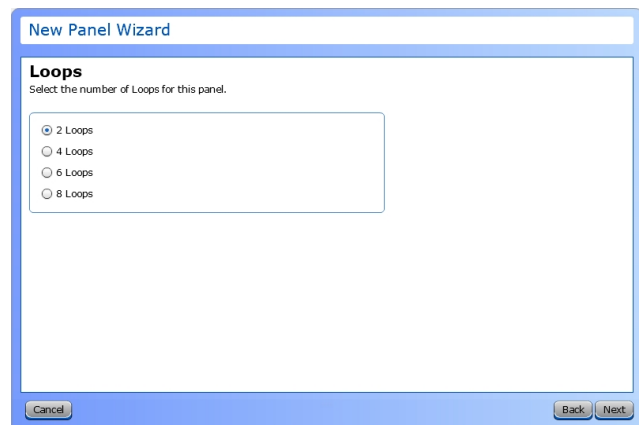 New Panel Wizard
Loops
Select the number of Loops for this panel.
2 Loops
4 Loops
6 Loops
8 Loops
Cancel
Back
Next